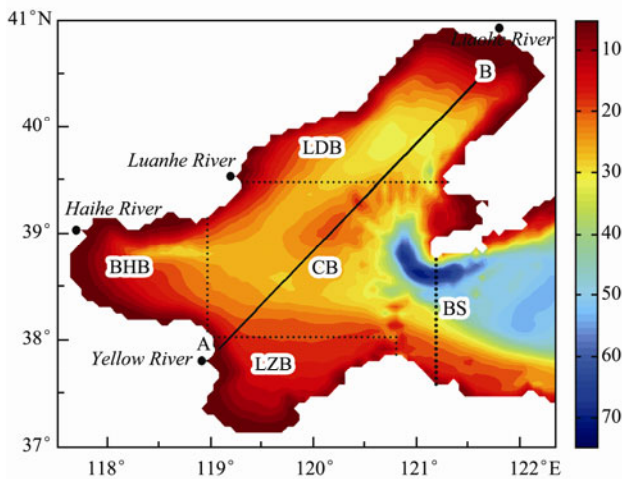 41°N
Liaohe River
B
40°
LDB
Luanhe River
Haihe River
39°
BHB
CB
BS
38°
A
Yellow River
LZB
37°
118°
119°
120°
121°
122°E
10
20
30
40
50
60
70